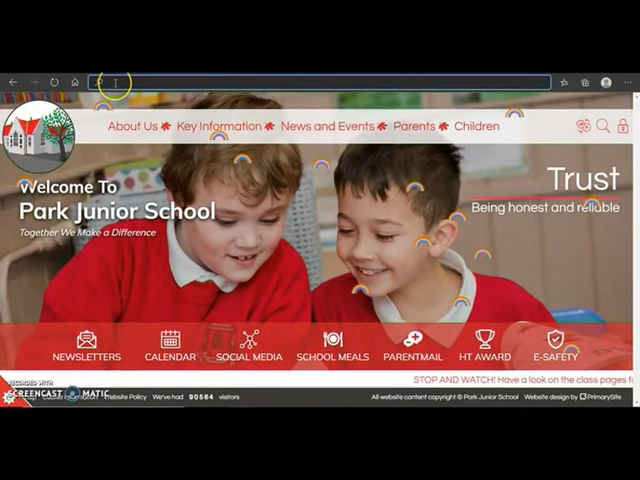 About Us Key Information News and Events Parents Children
Welcome To
Park Junior School
Together We Make a Difference
Trust
Being honest and reliable
NEWSLETTERS CALENDAR SOCIAL MEDIA SCHOOL MEALS PARENTMAIL HT AWARD E-SAFETY
STOP AND WATCH! Have a look on the class pages fo
RECORDED WITH
SCREENCAST MATIC
Cookie Information Website Policy We've had 90564 visitors All website content copyright © Park Junior School Website design by PrimarySite